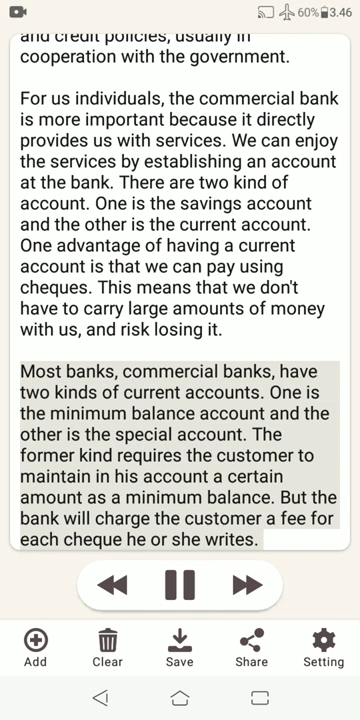 60% 3.46
and credit policies, usually in
cooperation with the government.
For us individuals, the commercial bank
is more important because it directly
provides us with services. We can enjoy
the services by establishing an account
at the bank. There are two kind of
account. One is the savings account
and the other is the current account.
One advantage of having a current
account is that we can pay using
cheques. This means that we don't
have to carry large amounts of money
with us, and risk losing it.
Most banks, commercial banks, have
two kinds of current accounts. One is
the minimum balance account and the
other is the special account. The
former kind requires the customer to
maintain in his account a certain
amount as a minimum balance. But the
bank will charge the customer a fee for
each cheque he or she writes.
Add Clear Save Share Setting